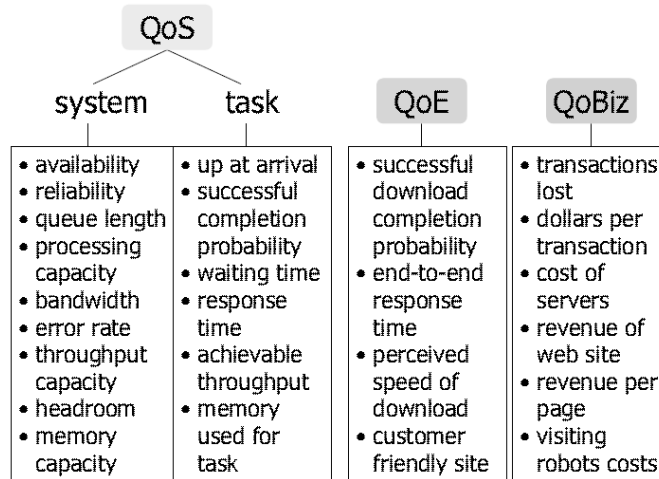 QoS
system
• availability
• reliability
• queue length
• processing
capacity
• bandwidth
• error rate
• throughput
capacity
• headroom
• memory
capacity
task
• up at arrival
• successful
completion
probability
• waiting time
• response
time
• achievable
throughput
• memory
used for
task
QoE
• successful
download
completion
probability
• end-to-end
response
time
• perceived
speed of
download
• customer
friendly site
QoBiz
• transactions
lost
• dollars per
transaction
• cost of
servers
• revenue of
web site
• revenue per
page
• visiting
robots costs